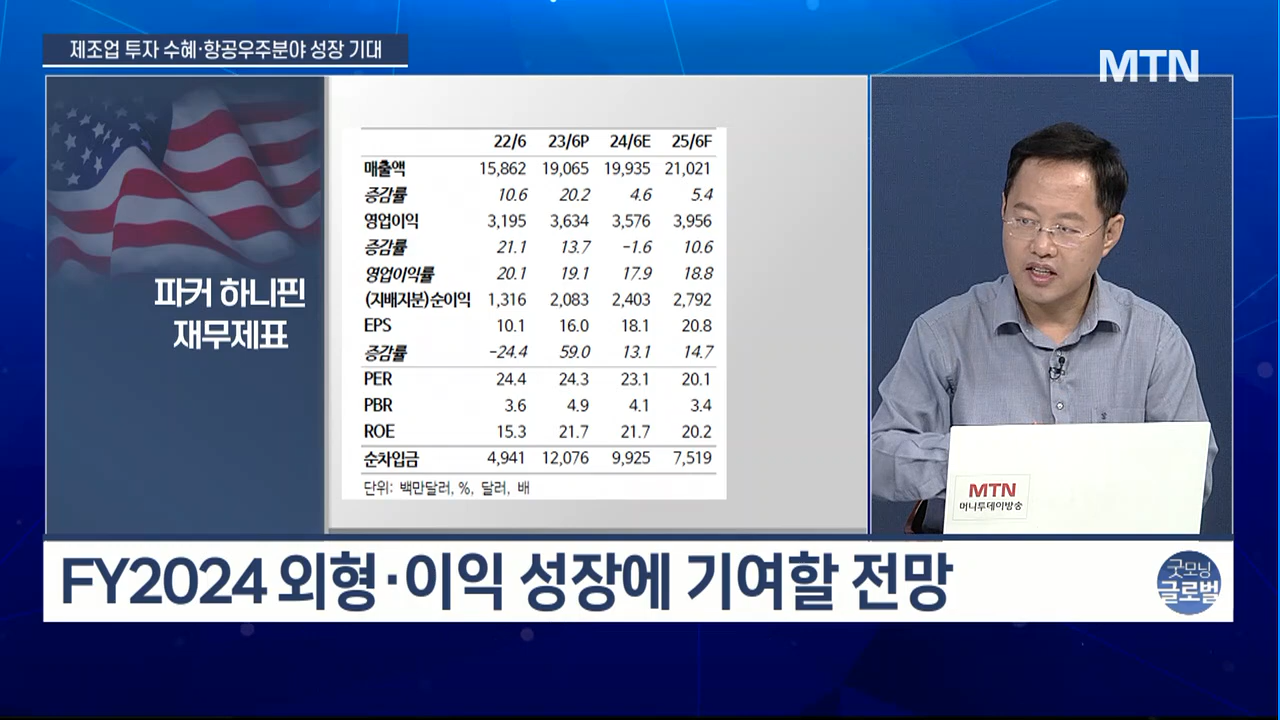 제조업 투자 수혜·항공우주분야 성장 기대
MTN
파커 하니핀
재무제표
22/6 23/6P 24/6E 25/6F
매출액 15,862 19,065 19,935 21,021
증감률 10.6 20.2 4.6 5.4
영업이익 3,195 3,634 3,576 3,956
증감률 21.1 13.7 -1.6 10.6
영업이익률 20.1 19.1 17.9 18.8
(지배지분)순이익 1,316 2,083 2,403 2,792
EPS 10.1 16.0 18.1 20.8
증감률 -24.4 59.0 13.1 14.7
PER 24.4 24.3 23.1 20.1
PBR 3.6 4.9 4.1 3.4
ROE 15.3 21.7 21.7 20.2
순차입금 4,941 12,076 9,925 7,519
단위: 백만달러, %, 달러, 배
MTN
머니투데이방송
FY2024 외형·이익 성장에 기여할 전망
굿모닝
글로벌